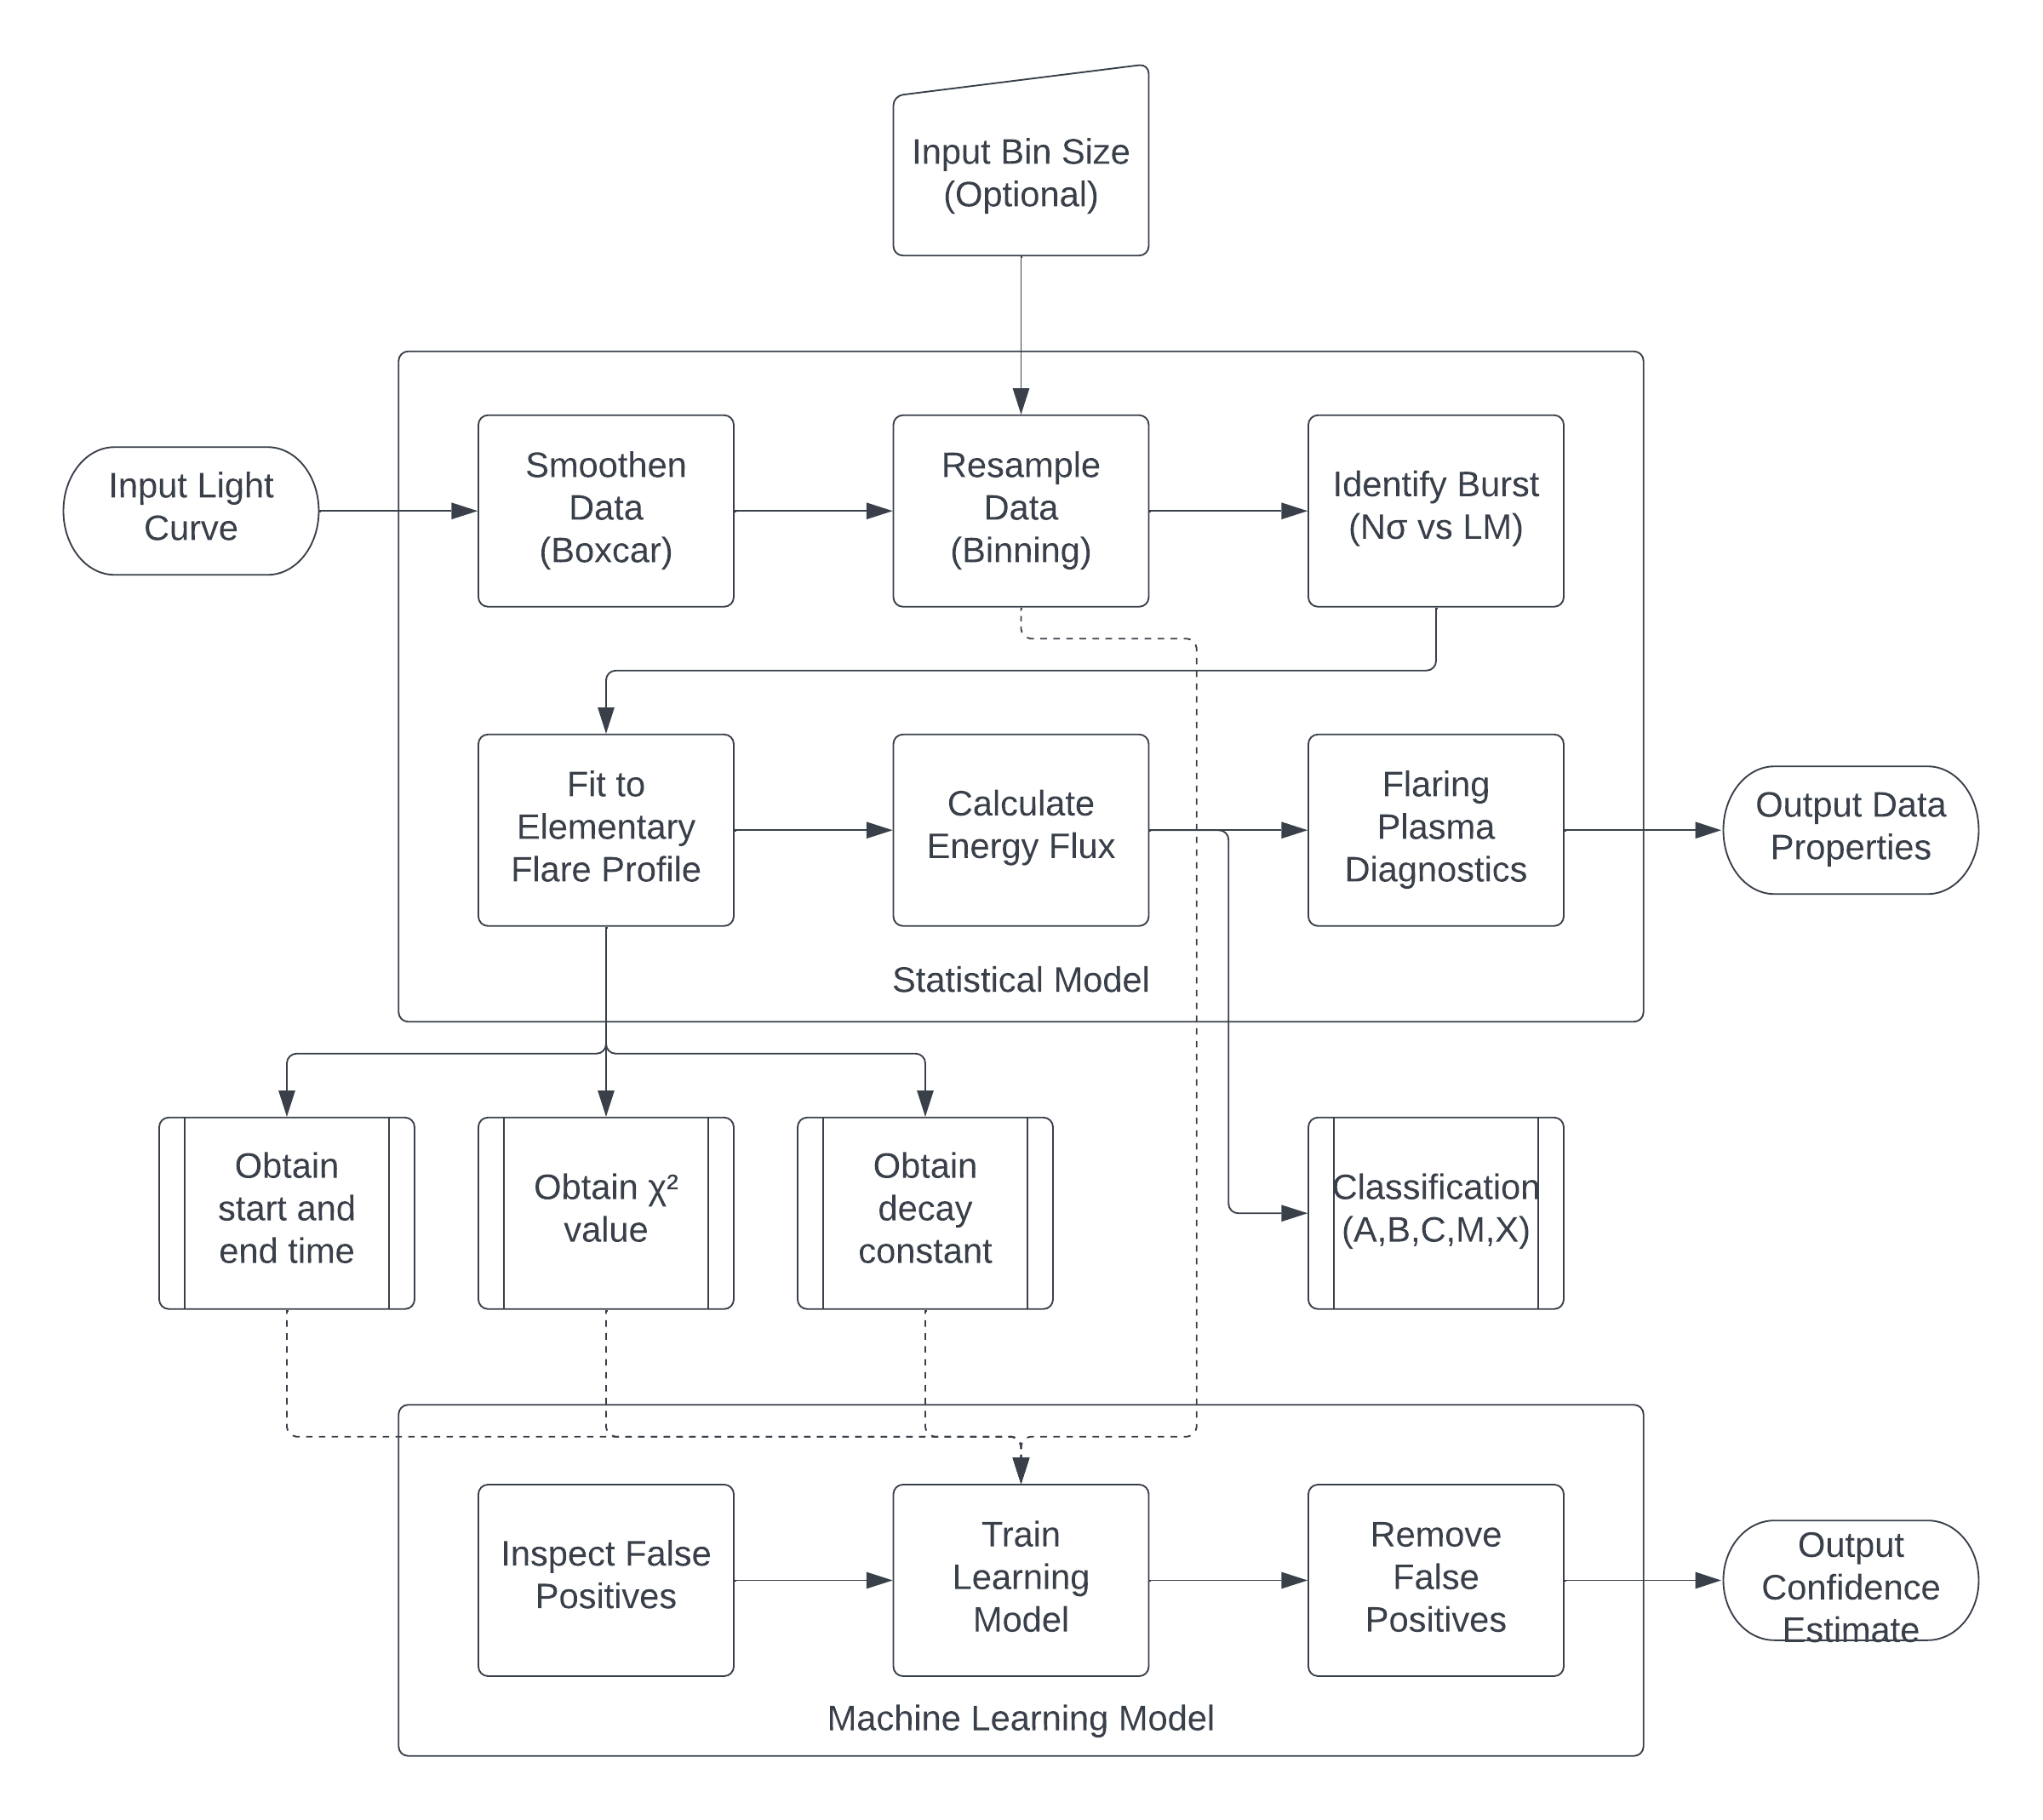 Input Bin Size
(Optional)
Input Light
Curve
Smoothen
Data
(Boxcar)
Resample
Data
(Binning)
Identify Burst
(Nσ vs LM)
Fit to
Elementary
Flare Profile
Calculate
Energy Flux
Flaring
Plasma
Diagnostics
Output Data
Properties
Statistical Model
Obtain
start and
end time
Obtain χ²
value
Obtain
decay
constant
Classification
(A,B,C,M,X)
Inspect False
Positives
Train
Learning
Model
Remove
False
Positives
Output
Confidence
Estimate
Machine Learning Model